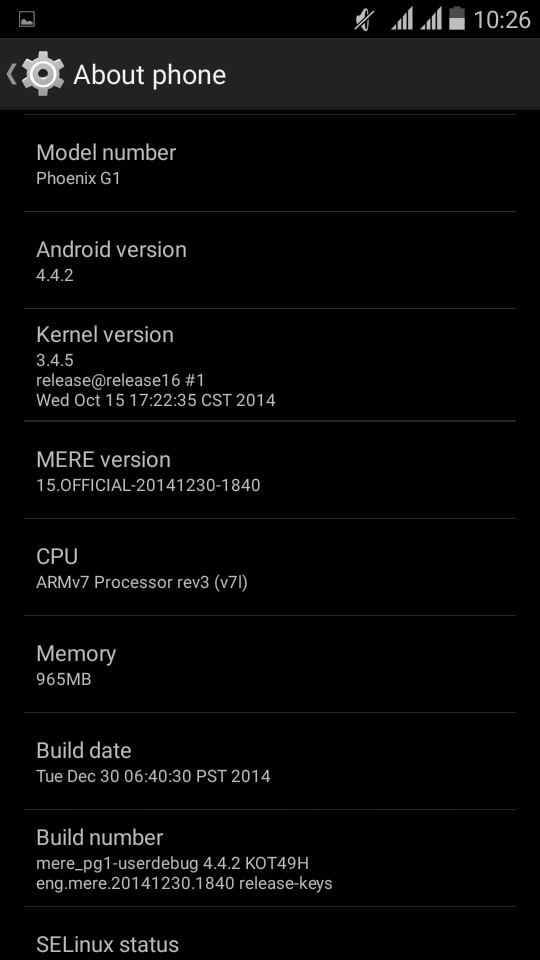 10:26
About phone
Model number
Phoenix G1
Android version
4.4.2
Kernel version
3.4.5
release@release16 #1
Wed Oct 15 17:22:35 CST 2014
MERE version
15.OFFICIAL-20141230-1840
CPU
ARMv7 Processor rev3 (v7l)
Memory
965MB
Build date
Tue Dec 30 06:40:30 PST 2014
Build number
mere_pg1-userdebug 4.4.2 KOT49H
eng.mere.20141230.1840 release-keys
SELinux status